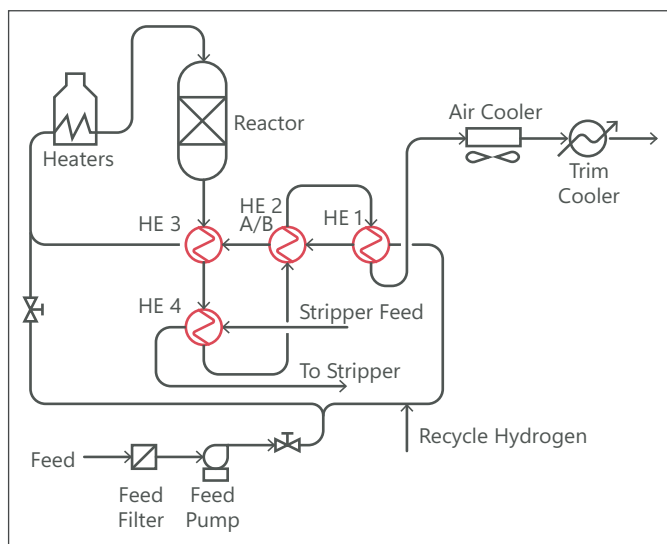 Heaters
Reactor
Air Cooler
Trim
Cooler
HE 3
HE 2
A/B
HE 1
HE 4
Stripper Feed
To Stripper
Recycle Hydrogen
Feed
Feed
Filter
Feed
Pump